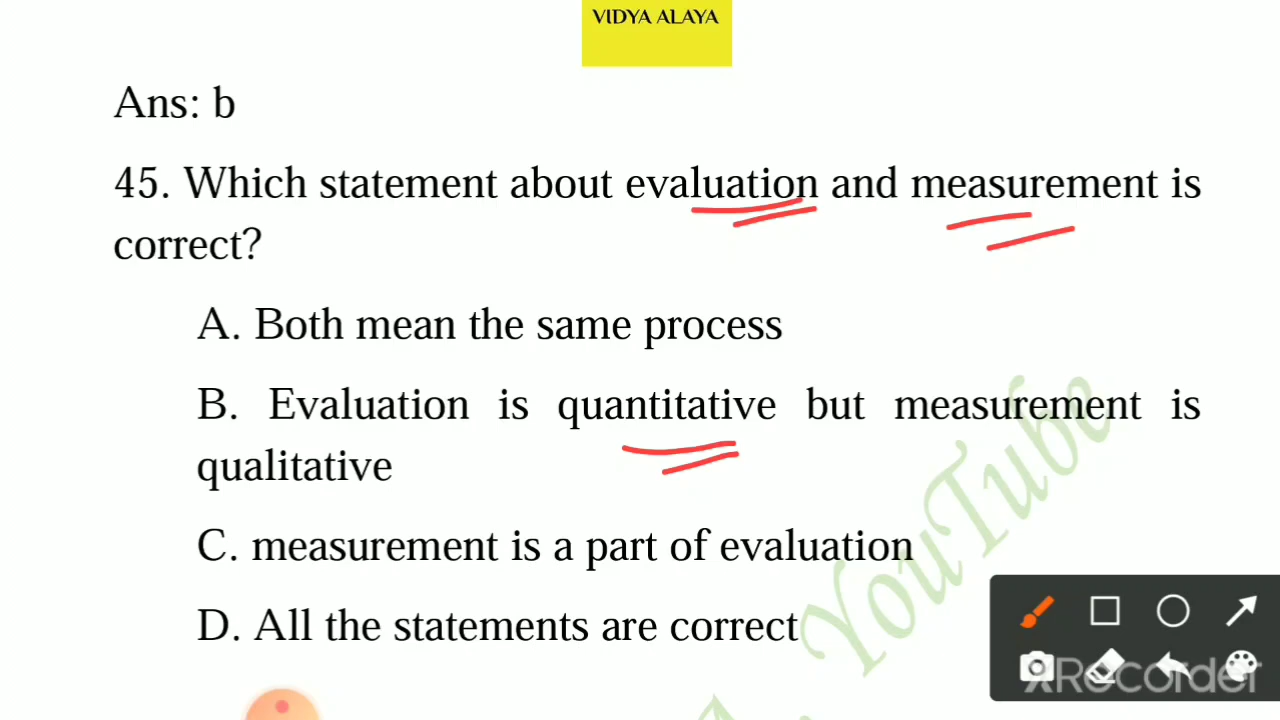 VIDYA ALAYA
Ans: b
45. Which statement about evaluation and measurement is
correct?
A. Both mean the same process
B. Evaluation is quantitative but measurement is
qualitative
C. measurement is a part of evaluation
D. All the statements are correct
YouTube
XRecorder